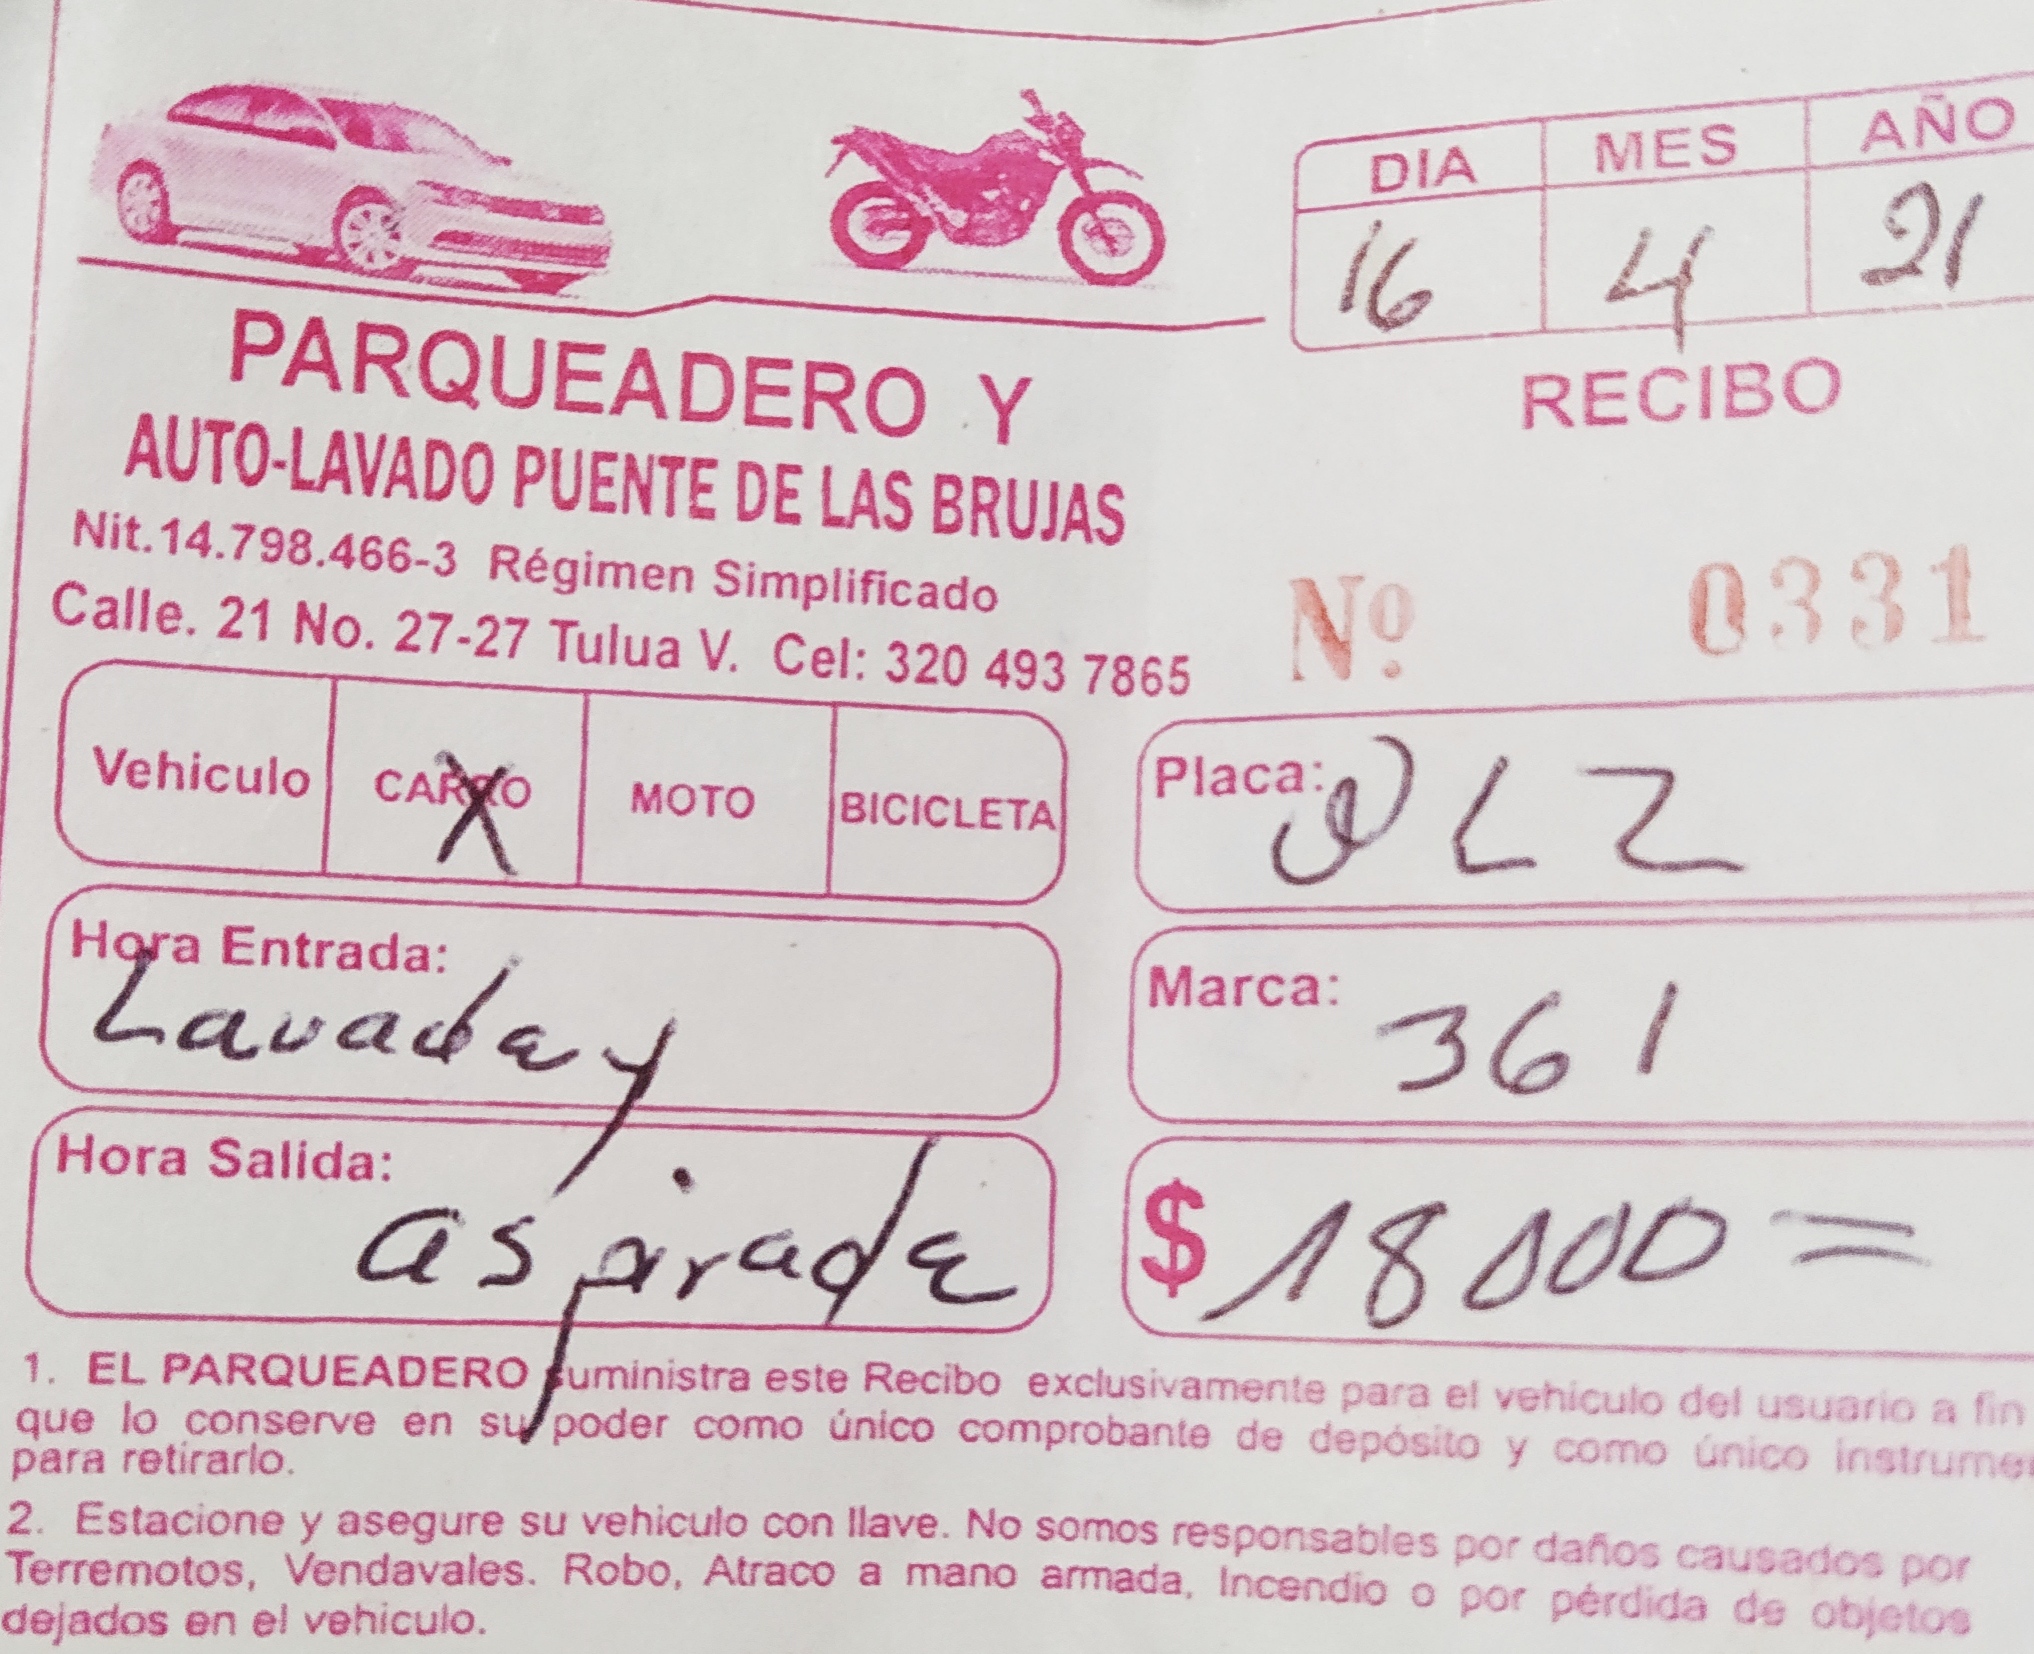 DIA MES AÑO
16 4 21
PARQUEADERO Y
AUTO-LAVADO PUENTE DE LAS BRUJAS
Nit.14.798.466-3 Régimen Simplificado
Calle. 21 No. 27-27 Tulua V. Cel: 320 493 7865
RECIBO
Nº 0331
Vehiculo CARRO X MOTO BICICLETA
Placa: LZ
Hora Entrada: Lavada y
Marca: 361
Hora Salida: aspirada
$ 18000=
1. EL PARQUEADERO suministra este Recibo exclusivamente para el vehiculo del usuario a fin
que lo conserve en su poder como único comprobante de depósito y como único instrume
para retirarlo.
2. Estacione y asegure su vehiculo con llave. No somos responsables por daños causados por
Terremotos, Vendavales. Robo, Atraco a mano armada, Incendio o por pérdida de objetos
dejados en el vehiculo.